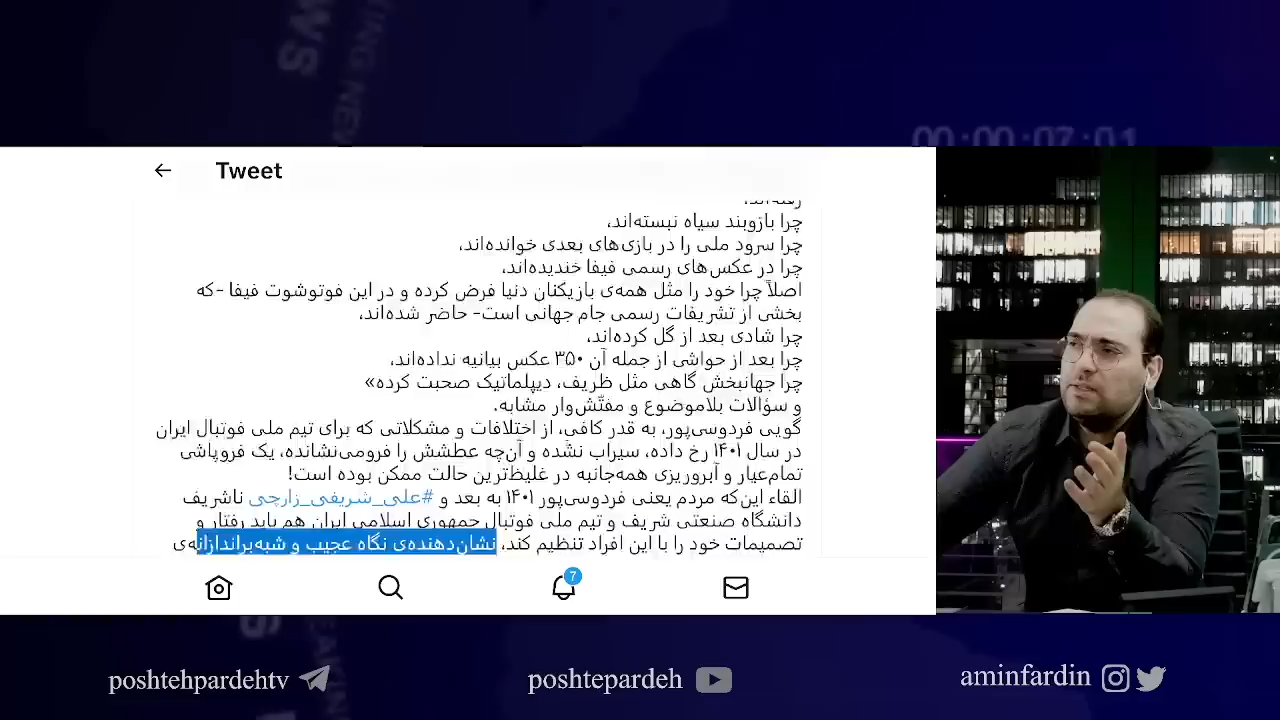 00:00:07:01
Tweet
رفته‌اند،
چرا بازوبند سیاه نبسته‌اند،
چرا سرود ملی را در بازی‌های بعدی خوانده‌اند،
چرا در عکس‌های رسمی فیفا خندیده‌اند،
اصلاً چرا خود را مثل همه‌ی بازیکنان دنیا فرض کرده و در این فوتوشوت فیفا -که
بخشی از تشریفات رسمی جام جهانی است- حاضر شده‌اند،
چرا شادی بعد از گل کرده‌اند،
چرا بعد از حواشی از جمله آن ۳۵۰ عکس بیانیه نداده‌اند،
چرا جهانبخش گاهی مثل ظریف، دیپلماتیک صحبت کرده»
و سؤالات بلاموضوع و مفتّش‌وار مشابه.
گویی فردوسی‌پور، به قدر کافی، از اختلافات و مشکلاتی که برای تیم ملی فوتبال ایران
در سال ۱۴۰۱ رخ داده، سیراب نشده و آن‌چه عطشش را فرومی‌نشانده، یک فروپاشی
تمام‌عیار و آبروریزی همه‌جانبه در غلیظ‌ترین حالت ممکن بوده است!
القاء این‌که مردم یعنی فردوسی‌پور ۱۴۰۱ به بعد و #علی_شریفی_زارچی ناشریف
دانشگاه صنعتی شریف و تیم ملی فوتبال جمهوری اسلامی ایران هم باید رفتار و
تصمیمات خود را با این افراد تنظیم کند، نشان‌دهنده‌ی نگاه عجیب و شبه‌براندازانه‌ی
7
poshtehpardehtv
poshtepardeh
aminfardin